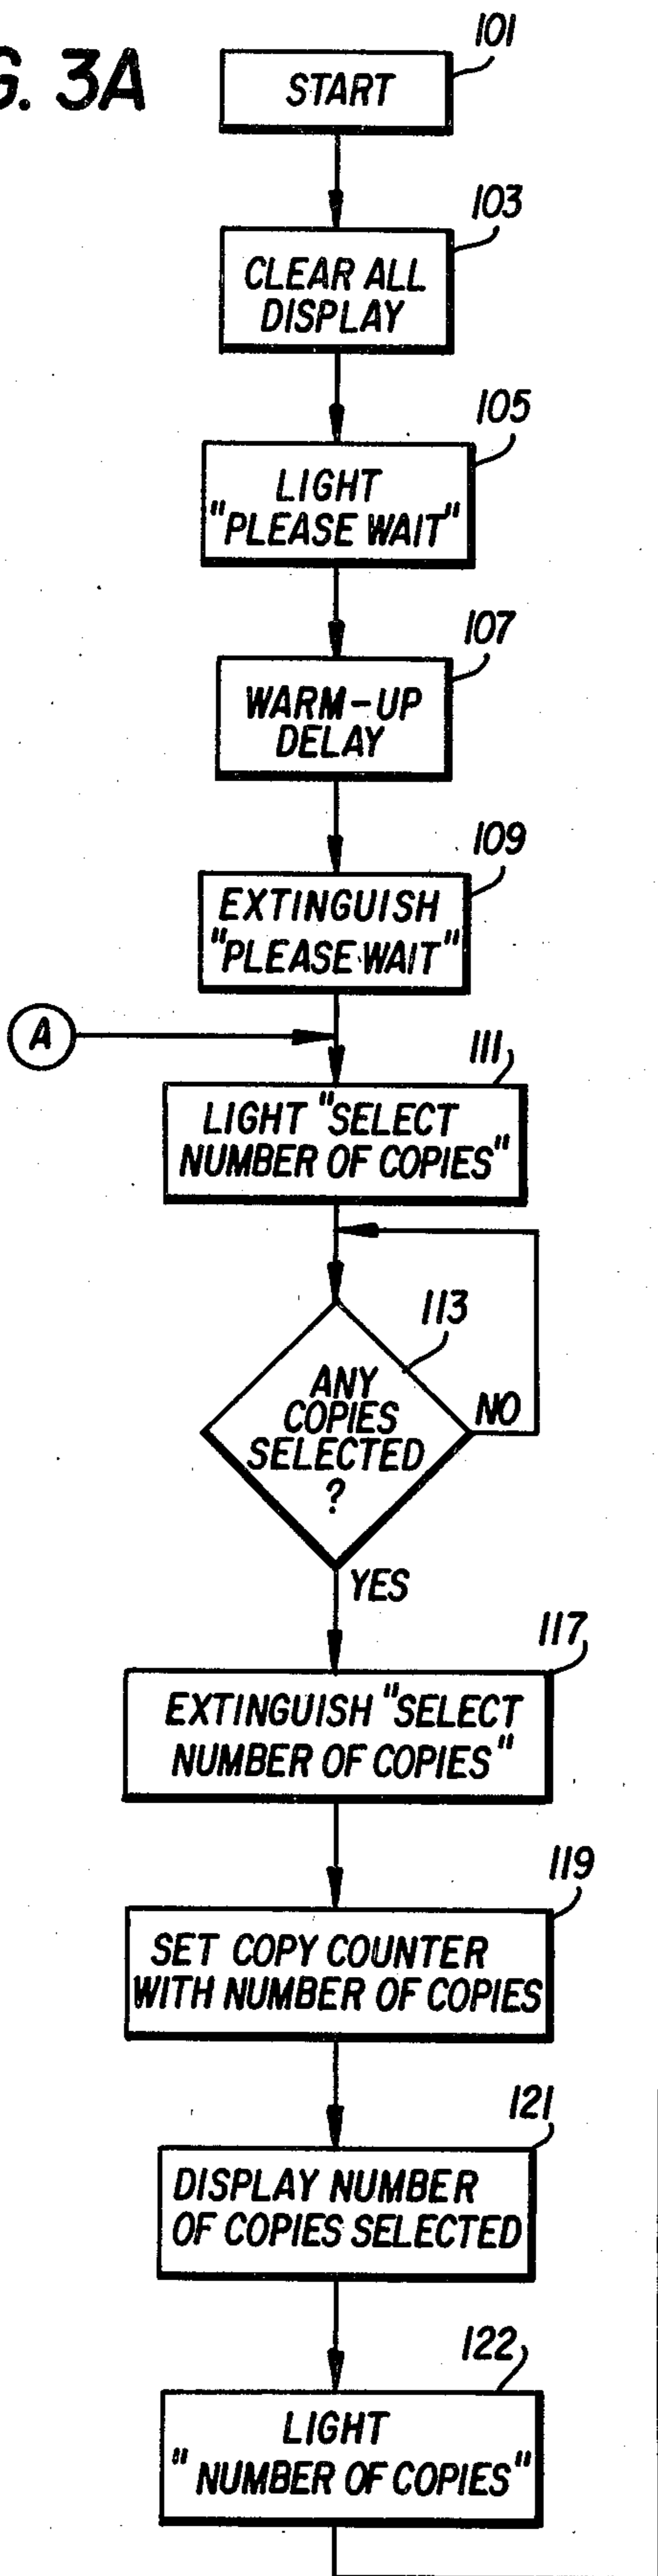 G. 3A
101
START
103
CLEAR ALL
DISPLAY
105
LIGHT
"PLEASE WAIT"
107
WARM-UP
DELAY
109
EXTINGUISH
"PLEASE WAIT"
A
111
LIGHT "SELECT
NUMBER OF COPIES"
113
ANY
COPIES
SELECTED
?
NO
YES
117
EXTINGUISH "SELECT
NUMBER OF COPIES"
119
SET COPY COUNTER
WITH NUMBER OF COPIES
121
DISPLAY NUMBER
OF COPIES SELECTED
122
LIGHT
"NUMBER OF COPIES"